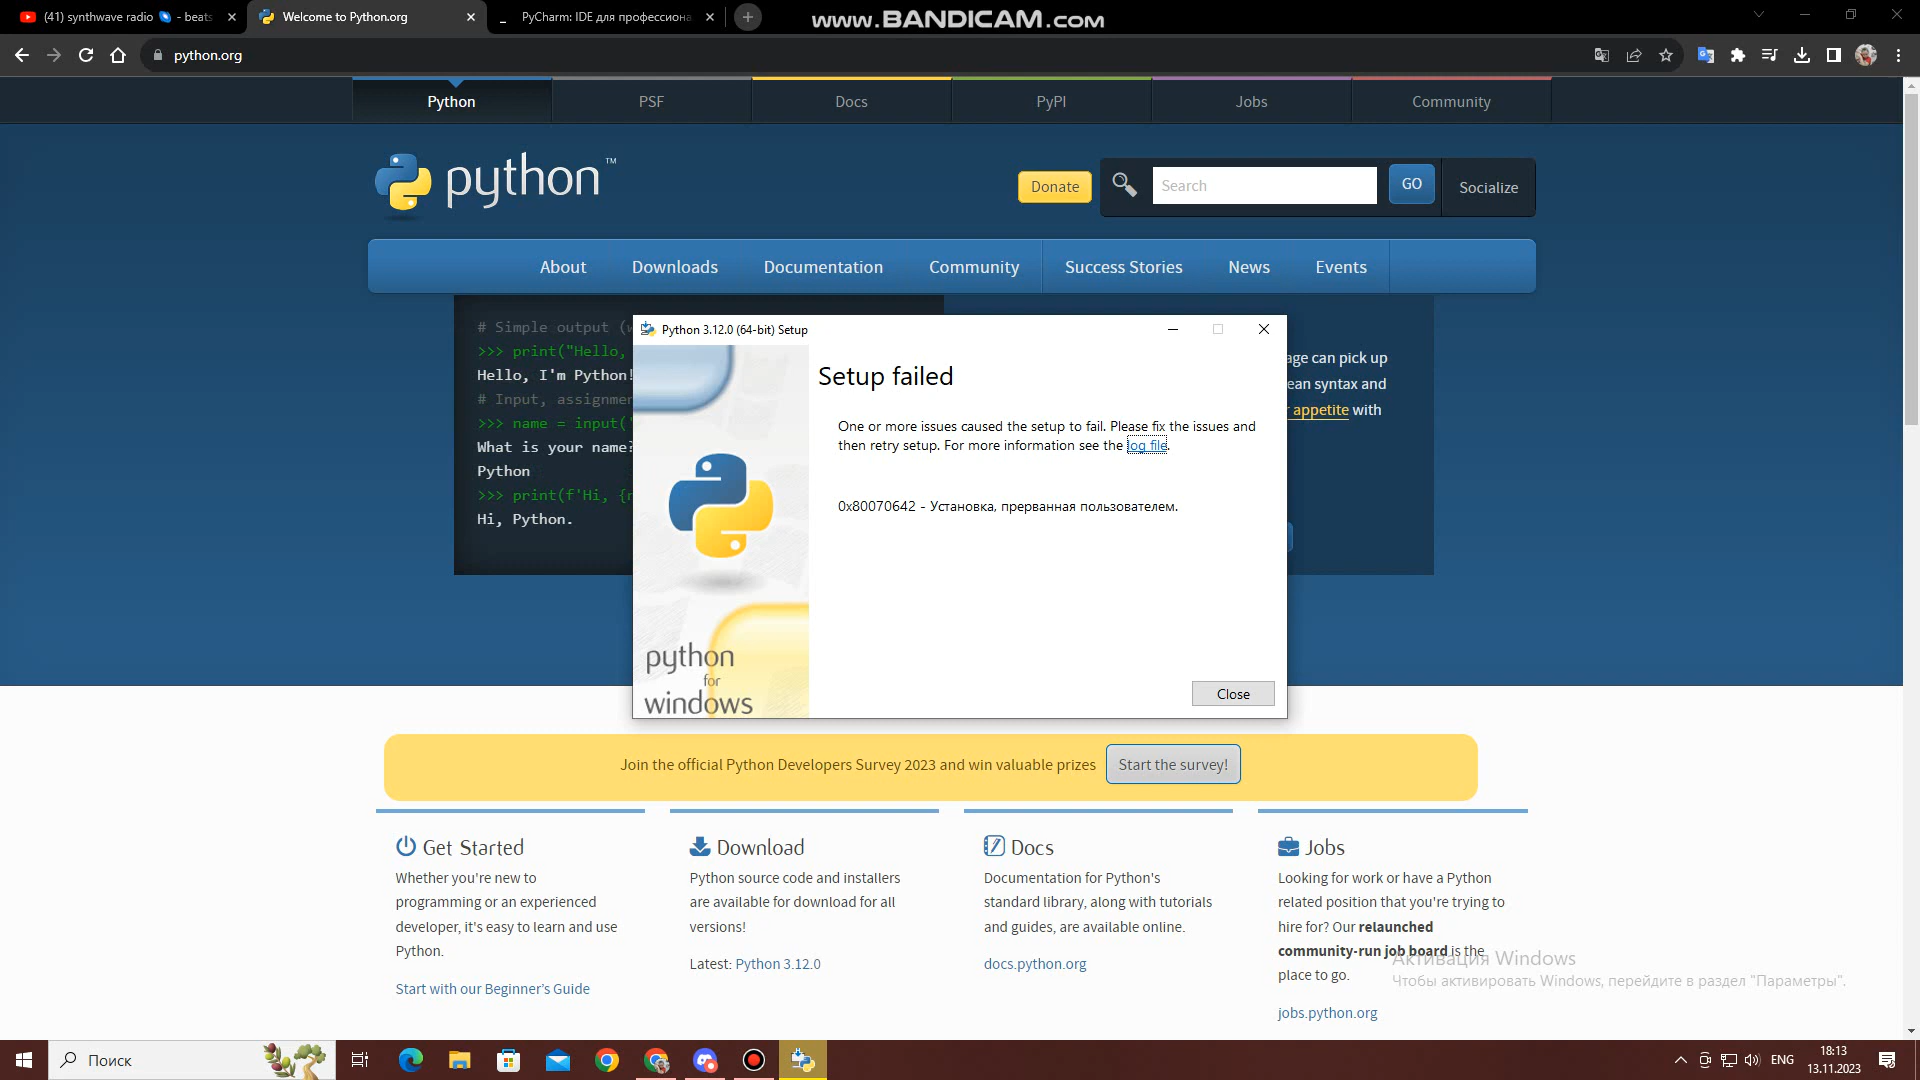 (41) synthwave radio - beats
Welcome to Python.org
PyCharm: IDE для профессиона
www.BANDICAM.com
python.org
Python
PSF
Docs
PyPI
Jobs
Community
python™
Donate
Search
GO
Socialize
About
Downloads
Documentation
Community
Success Stories
News
Events
# Simple output (w
>>> print("Hello,
Hello, I'm Python!
# Input, assignmen
>>> name = input('
What is your name?
Python
>>> print(f'Hi, {n
Hi, Python.
age can pick up
ean syntax and
r appetite with
Python 3.12.0 (64-bit) Setup
Setup failed
One or more issues caused the setup to fail. Please fix the issues and
then retry setup. For more information see the log file.
0x80070642 - Установка, прерванная пользователем.
python
for
windows
Close
Join the official Python Developers Survey 2023 and win valuable prizes
Start the survey!
Get Started
Whether you're new to
programming or an experienced
developer, it's easy to learn and use
Python.
Start with our Beginner's Guide
Download
Python source code and installers
are available for download for all
versions!
Latest: Python 3.12.0
Docs
Documentation for Python's
standard library, along with tutorials
and guides, are available online.
docs.python.org
Jobs
Looking for work or have a Python
related position that you're trying to
hire for? Our relaunched
community-run job board is the
place to go.
jobs.python.org
Активация Windows
Чтобы активировать Windows, перейдите в раздел "Параметры".
Поиск
ENG
18:13
13.11.2023